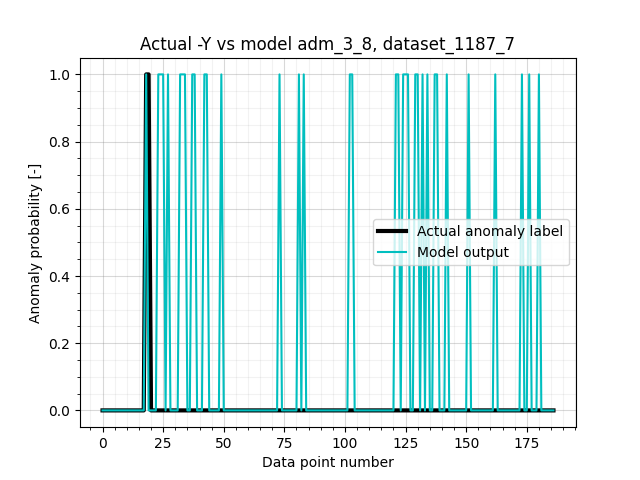 Actual -Y vs model adm_3_8, dataset_1187_7
Anomaly probability [-]
1.0
0.8
0.6
0.4
0.2
0.0
Actual anomaly label
Model output
0 25 50 75 100 125 150 175
Data point number